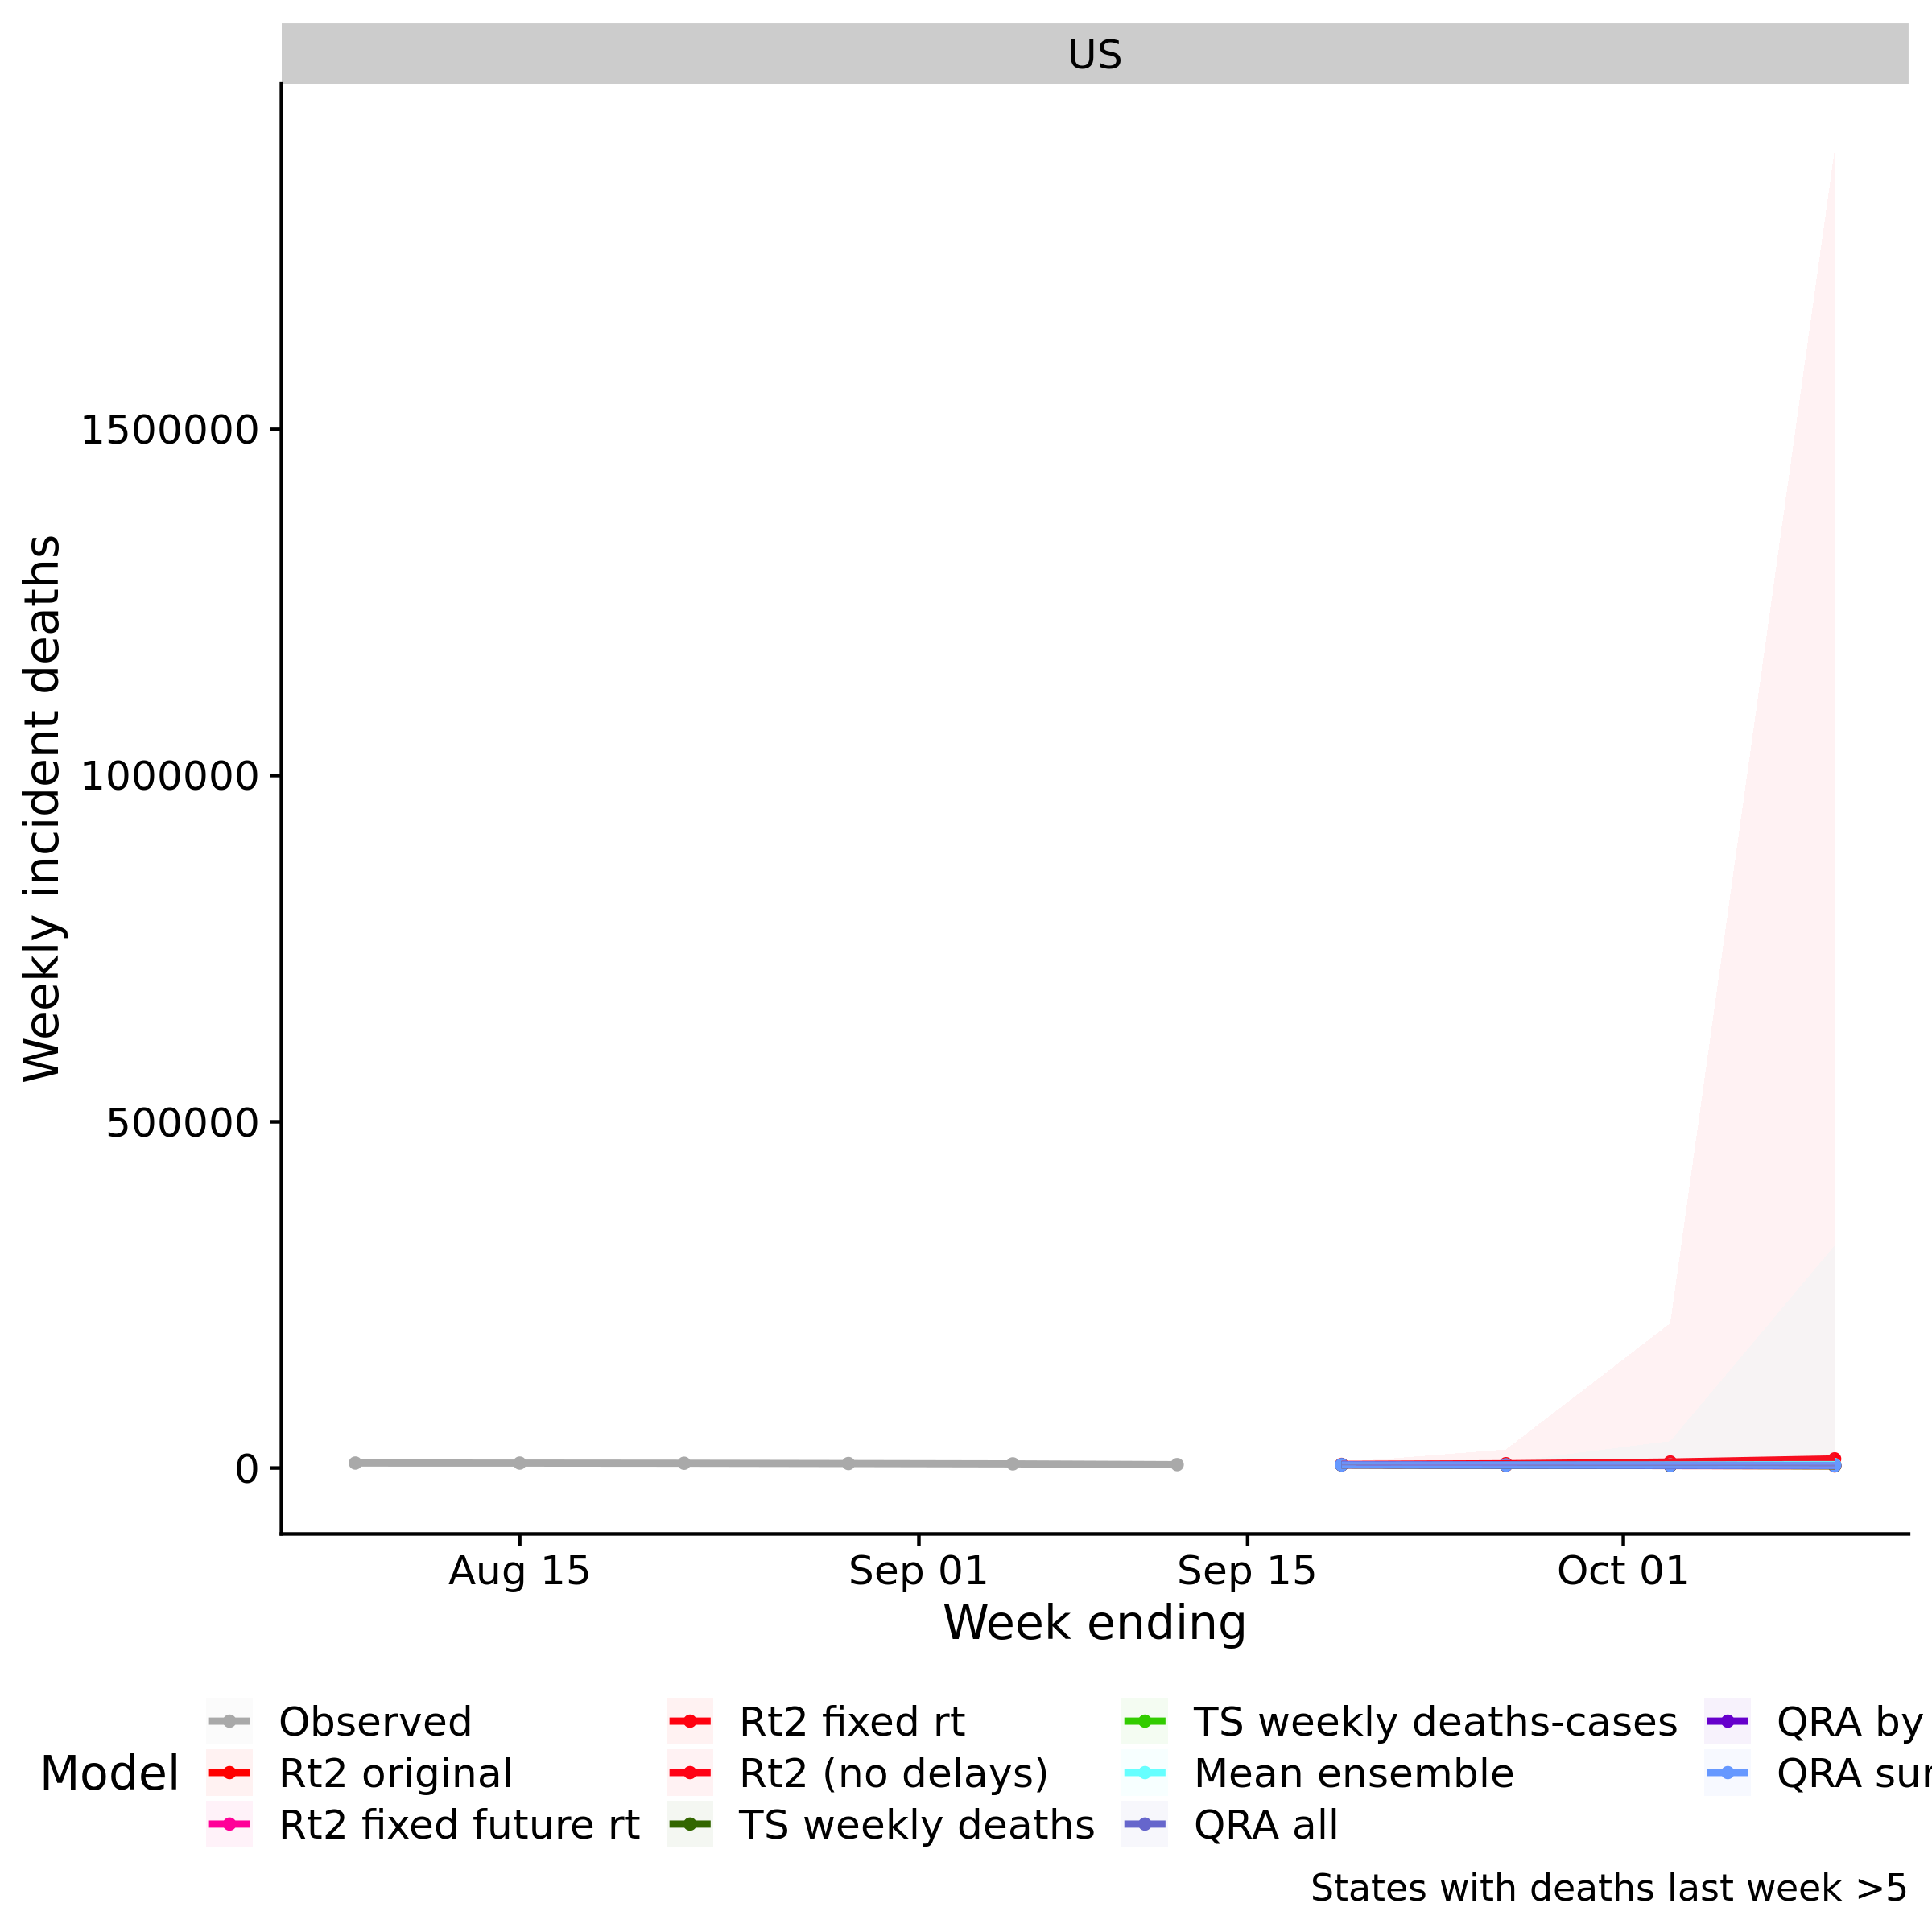 US
Weekly incident deaths
1500000
1000000
500000
0
Aug 15
Sep 01
Sep 15
Oct 01
Week ending
Model
Observed
Rt2 original
Rt2 fixed future rt
Rt2 fixed rt
Rt2 (no delays)
TS weekly deaths
TS weekly deaths-cases
Mean ensemble
QRA all
QRA by
QRA
States with deaths last week >5